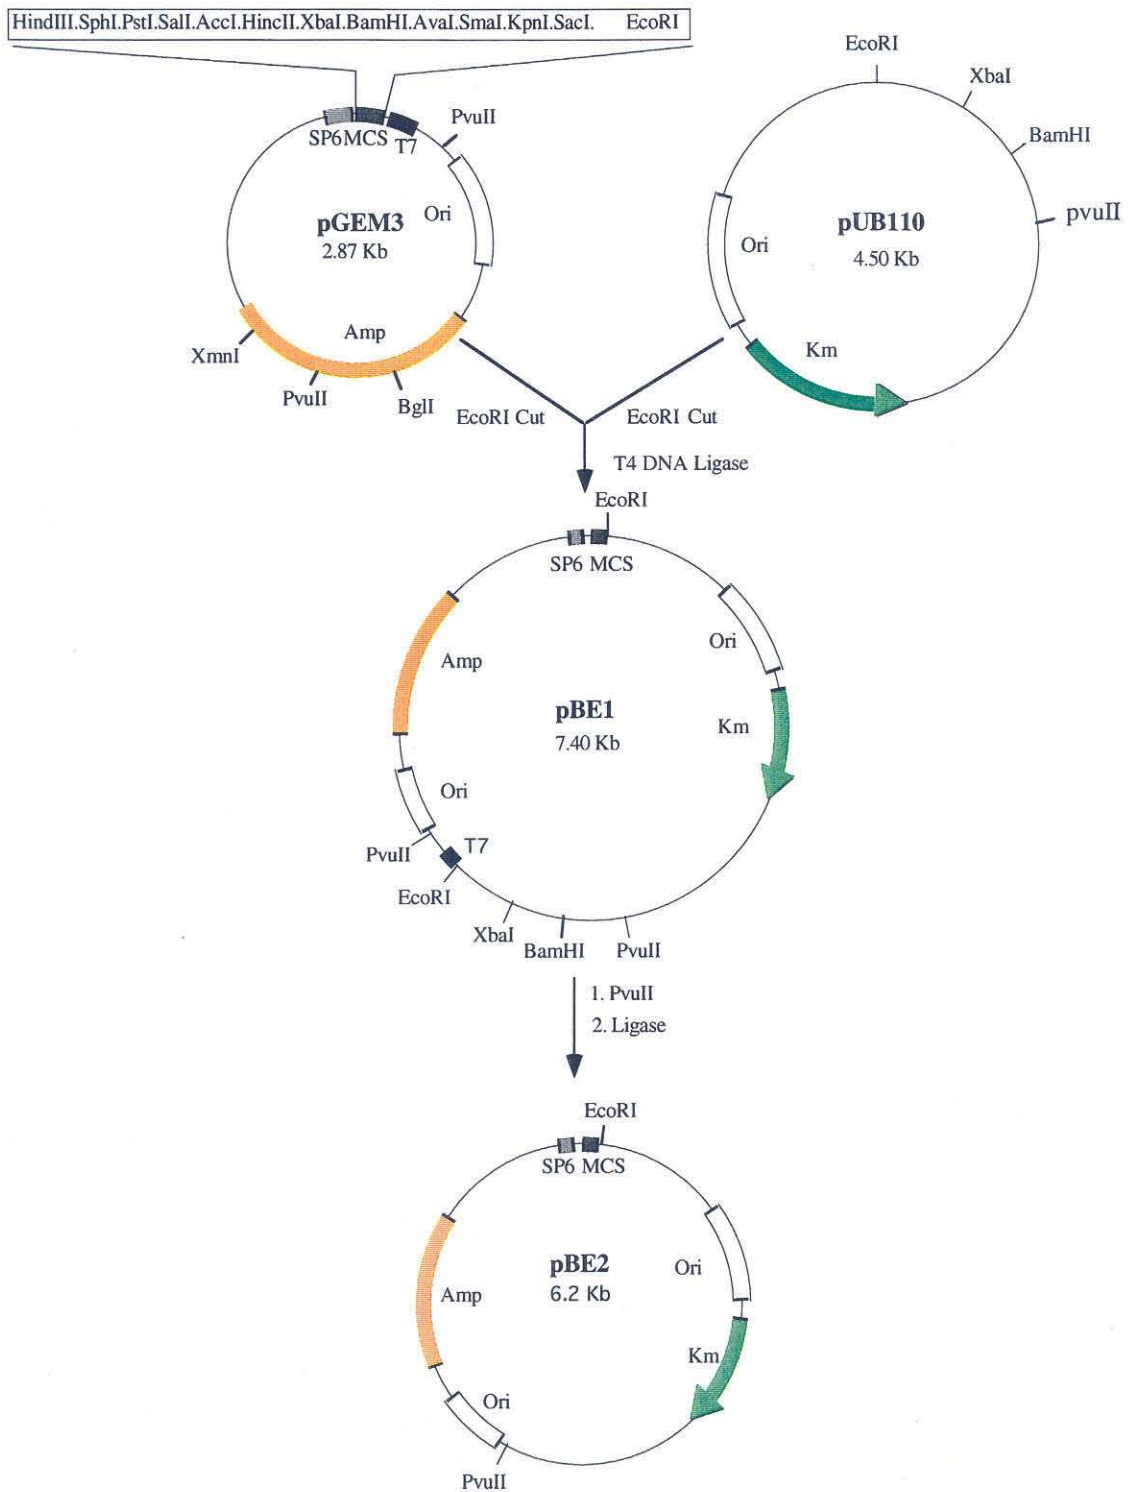 HindIII.SphI.PstI.SalI.AccI.HincII.XbaI.BamHI.AvaI.SmaI.KpnI.SacI. EcoRI
SP6 MCS T7
PvuII
Ori
pGEM3
2.87 Kb
Amp
XmnI
PvuII
BglI
EcoRI
XbaI
BamHI
pvuII
pUB110
4.50 Kb
Ori
Km
EcoRI Cut
EcoRI Cut
T4 DNA Ligase
EcoRI
SP6 MCS
Ori
Amp
pBE1
7.40 Kb
Km
Ori
T7
PvuII
EcoRI
XbaI
BamHI
PvuII
1. PvuII
2. Ligase
EcoRI
SP6 MCS
pBE2
6.2 Kb
Ori
Amp
Km
Ori
PvuII